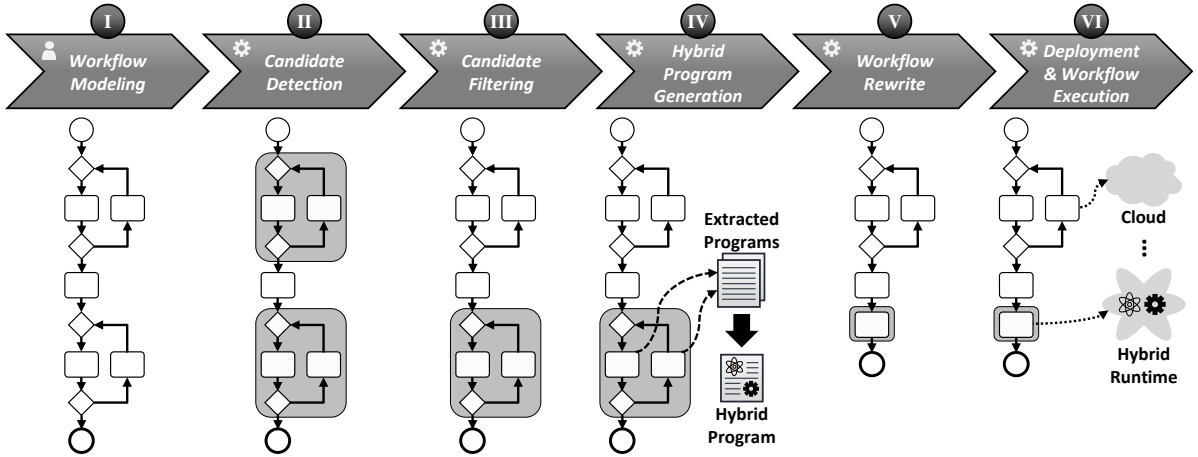 I
II
III
IV
V
VI
Workflow
Modeling
Candidate
Detection
Candidate
Filtering
Hybrid
Program
Generation
Workflow
Rewrite
Deployment
& Workflow
Execution
Extracted
Programs
Hybrid
Program
Cloud
Hybrid
Runtime